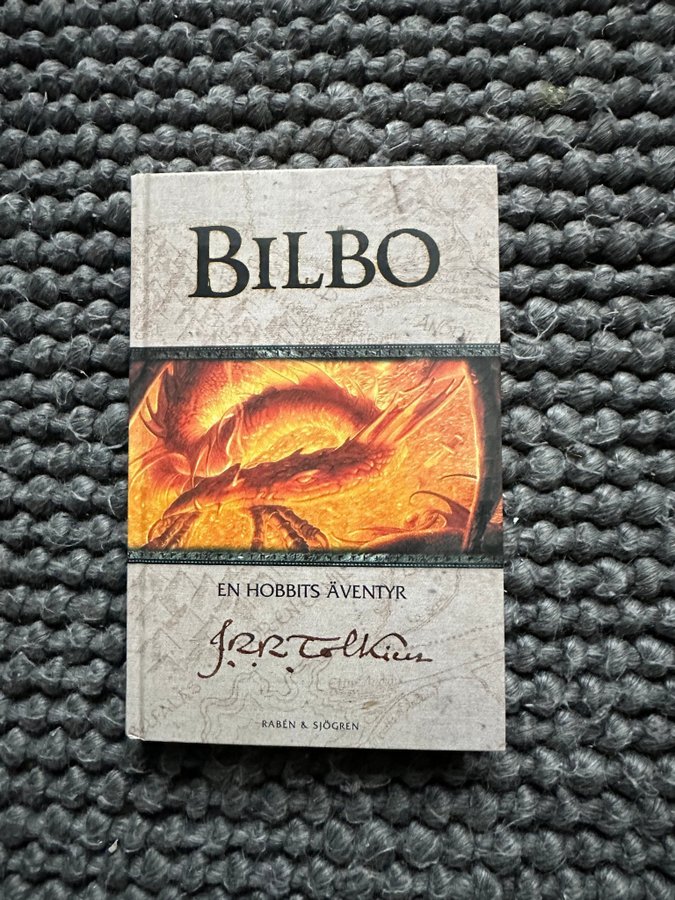 BILBO
EN HOBBITS ÄVENTYR
J.R.R. Tolkien
RABÉN & SJÖGREN